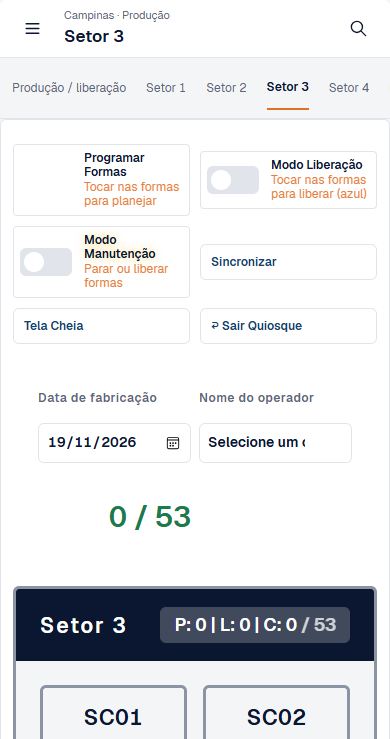 Campinas · Produção
Setor 3
Produção / liberação Setor 1 Setor 2 Setor 3 Setor 4
Programar
Formas
Tocar nas formas
para planejar
Modo Liberação
Tocar nas formas
para liberar (azul)
Modo
Manutenção
Parar ou liberar
formas
Sincronizar
Tela Cheia
Sair Quiosque
Data de fabricação
Nome do operador
19/11/2026
Selecione um
0 / 53
Setor 3
P: 0 | L: 0 | C: 0 / 53
SC01
SC02